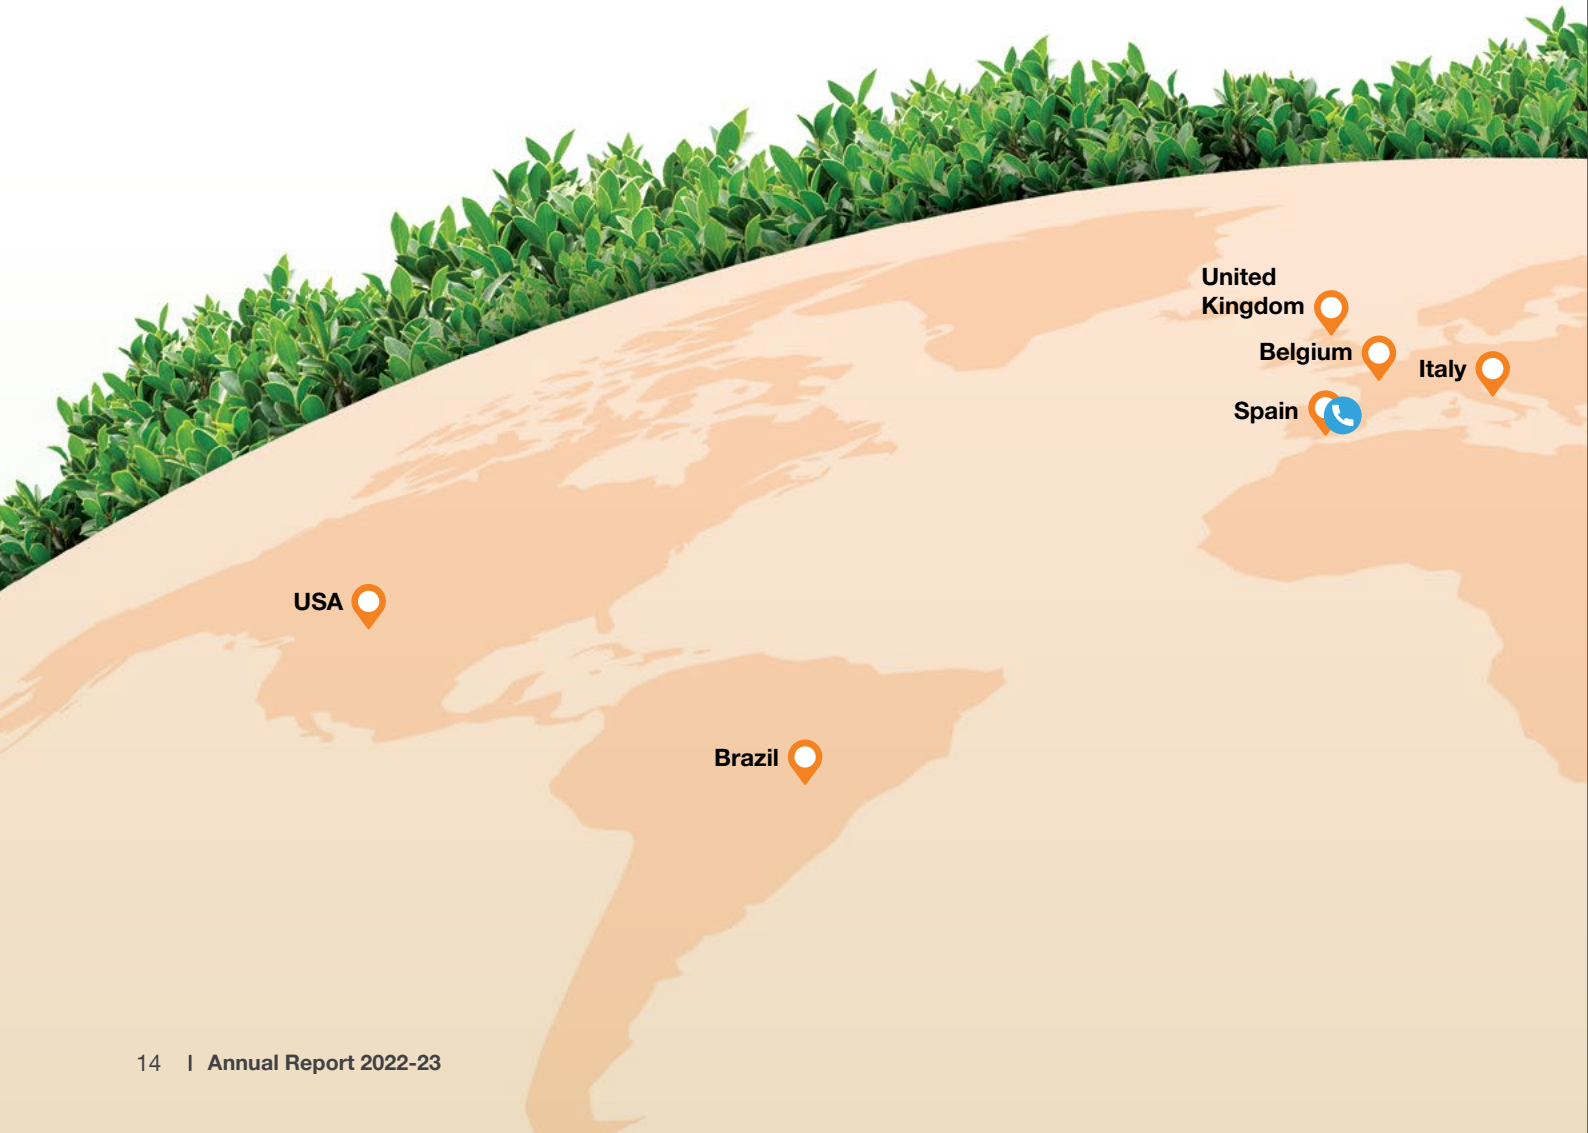 United
Kingdom
Belgium
Italy
Spain
USA
Brazil
14 | Annual Report 2022-23